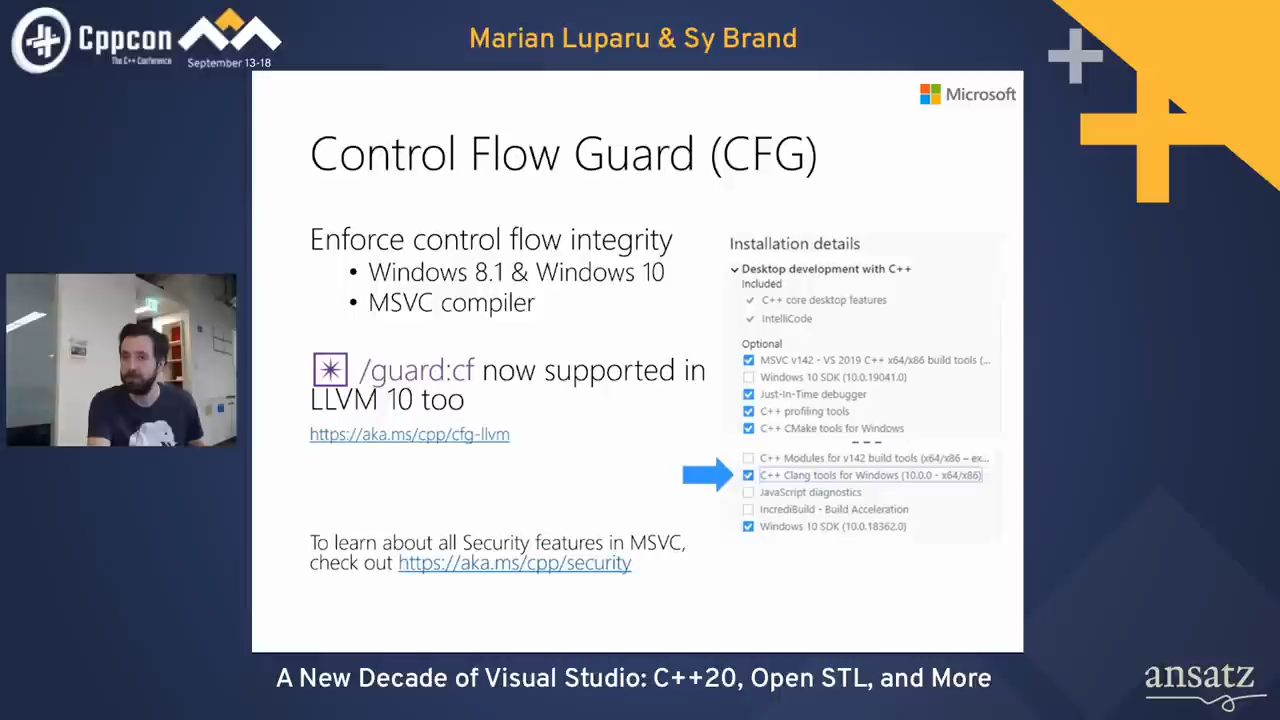 Cppcon
The C++ Conference
September 13-18
Marian Luparu & Sy Brand
Microsoft
Control Flow Guard (CFG)
Enforce control flow integrity
• Windows 8.1 & Windows 10
• MSVC compiler
/guard:cf now supported in
LLVM 10 too
https://aka.ms/cpp/cfg-llvm
To learn about all Security features in MSVC,
check out https://aka.ms/cpp/security
Installation details
Desktop development with C++
Included
C++ core desktop features
IntelliCode
Optional
MSVC v142 - VS 2019 C++ x64/x86 build tools (...
Windows 10 SDK (10.0.19041.0)
Just-In-Time debugger
C++ profiling tools
C++ CMake tools for Windows
C++ Modules for v142 build tools (x64/x86 – ex...
C++ Clang tools for Windows (10.0.0 - x64/x86)
JavaScript diagnostics
IncrediBuild - Build Acceleration
Windows 10 SDK (10.0.18362.0)
A New Decade of Visual Studio: C++20, Open STL, and More
ansatz